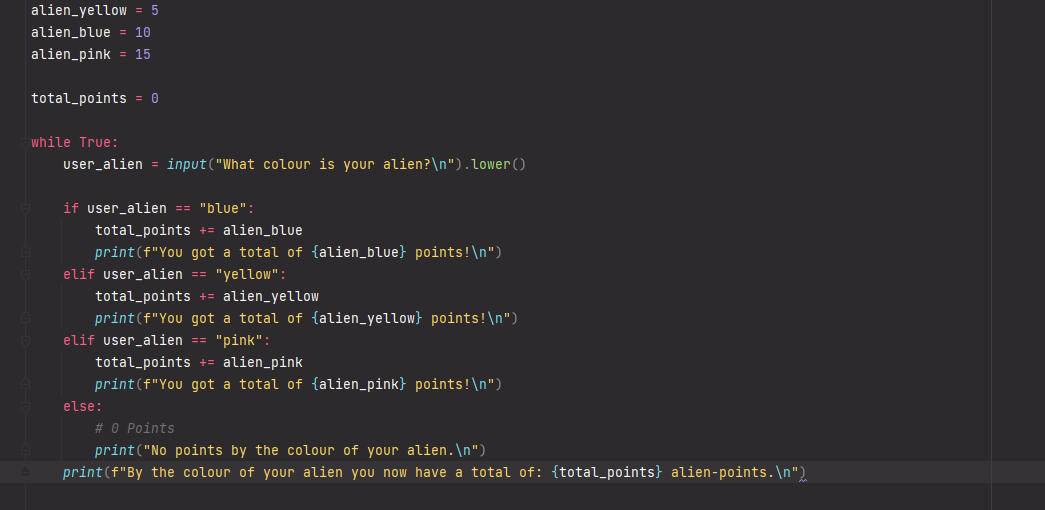 alien_yellow = 5
alien_blue = 10
alien_pink = 15
total_points = 0
while True:
    user_alien = input("What colour is your alien?\n").lower()
    if user_alien == "blue":
        total_points += alien_blue
        print(f"You got a total of {alien_blue} points!\n")
    elif user_alien == "yellow":
        total_points += alien_yellow
        print(f"You got a total of {alien_yellow} points!\n")
    elif user_alien == "pink":
        total_points += alien_pink
        print(f"You got a total of {alien_pink} points!\n")
    else:
        # 0 Points
        print("No points by the colour of your alien.\n")
    print(f"By the colour of your alien you now have a total of: {total_points} alien-points.\n")